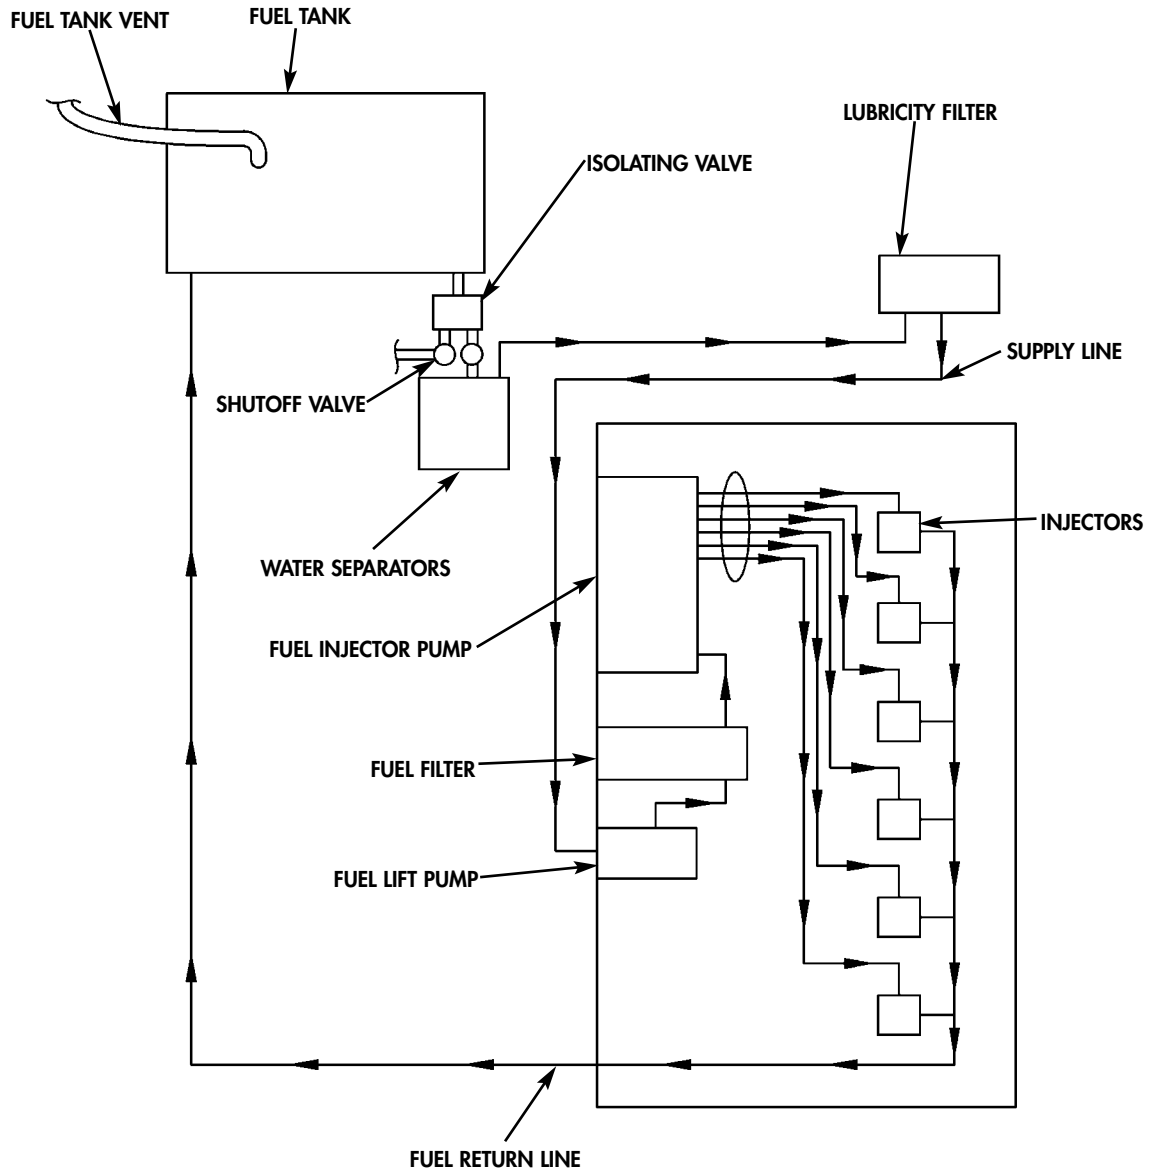 FUEL TANK VENT
FUEL TANK
LUBRICITY FILTER
ISOLATING VALVE
SUPPLY LINE
SHUTOFF VALVE
INJECTORS
WATER SEPARATORS
FUEL INJECTOR PUMP
FUEL FILTER
FUEL LIFT PUMP
FUEL RETURN LINE